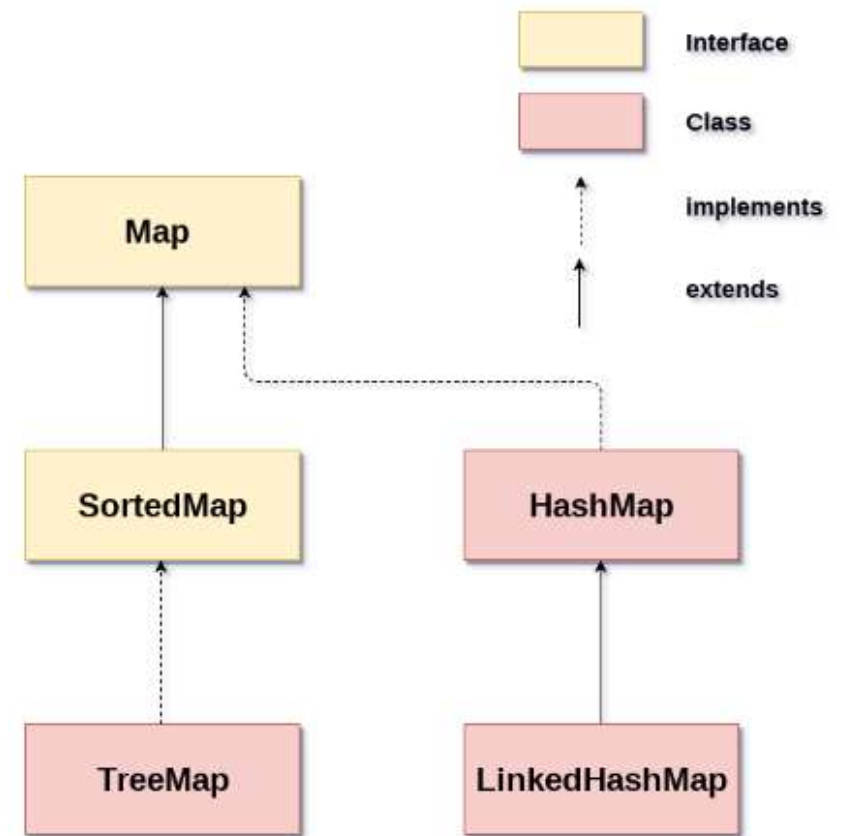 Interface
Class
implements
extends
Map
SortedMap
HashMap
TreeMap
LinkedHashMap